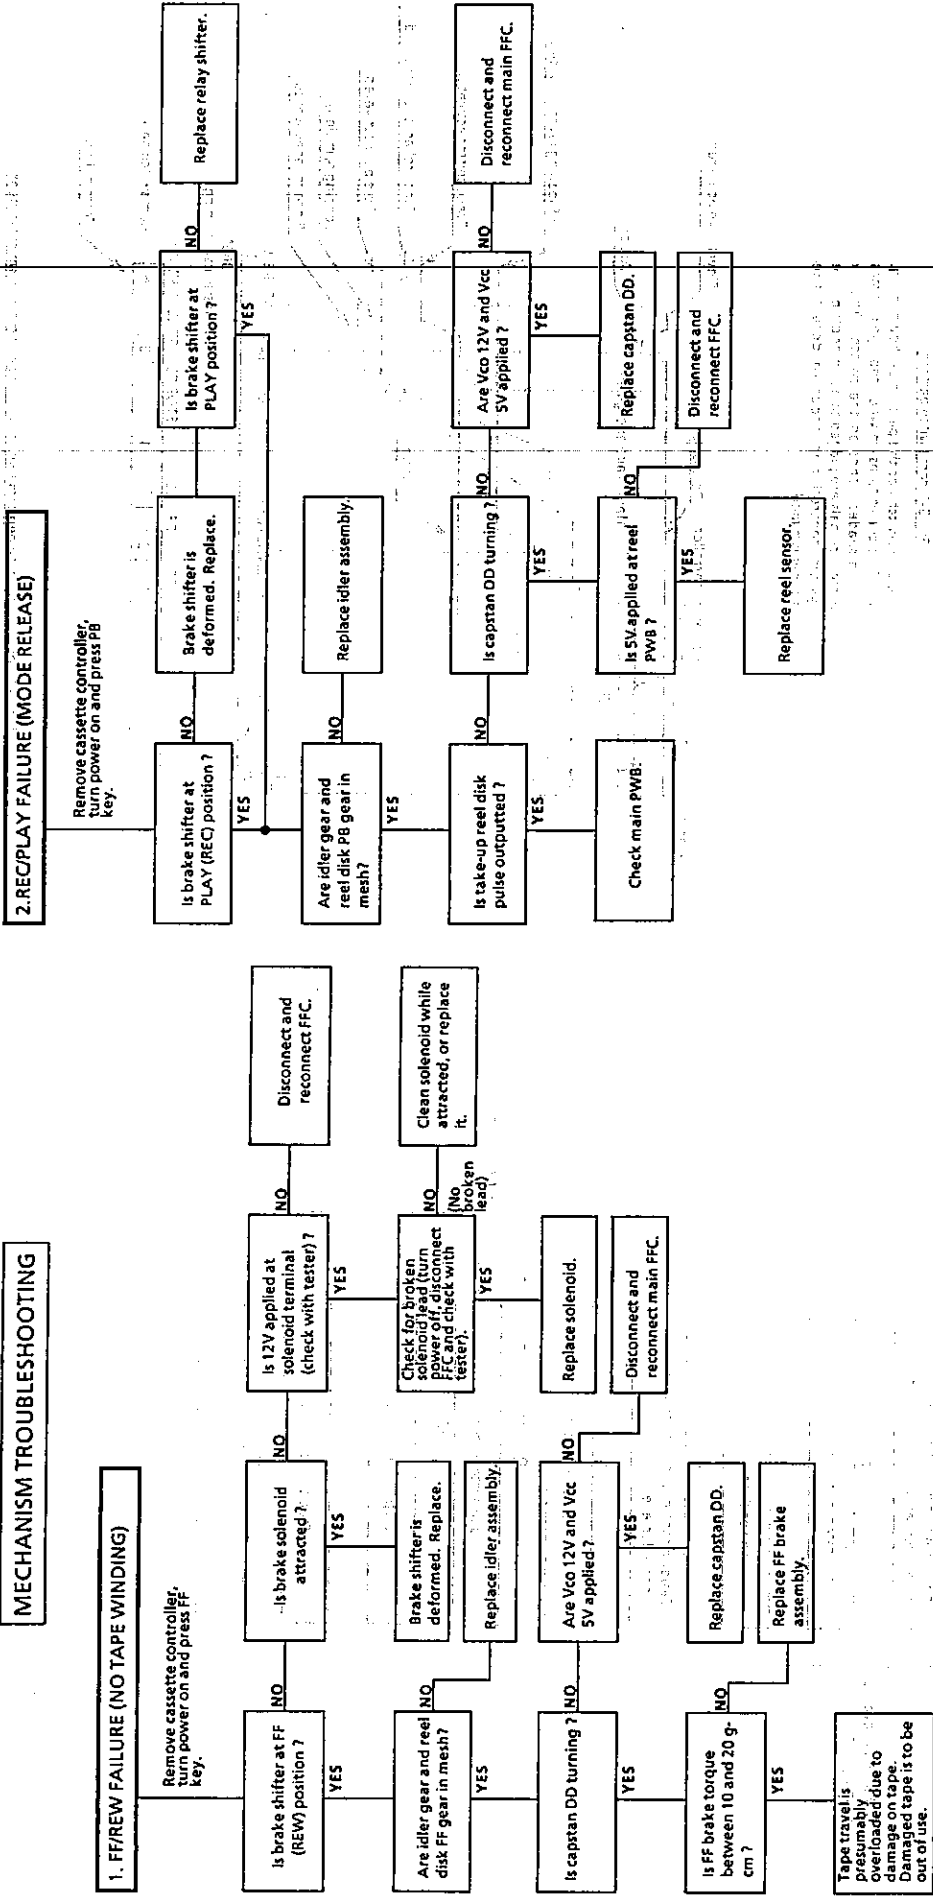 MECHANISM TROUBLESHOOTING
1. FF/REW FAILURE (NO TAPE WINDING)
Remove cassette controller,
turn power on and press FF
key.
Is brake shifter at FF
(REW) position ?
NO
YES
Is brake solenoid
attracted ?
NO
YES
Is 12V applied at
solenoid terminal
(check with tester) ?
NO
YES
Disconnect and
reconnect FFC.
Brake shifter is
deformed. Replace.
Check for broken
solenoid lead (turn
power off, disconnect
FFC and check with
tester).
NO
(No
broken
lead)
YES
Clean solenoid while
attracted, or replace
it.
Replace solenoid.
Are idler gear and reel
disk FF gear in mesh?
NO
YES
Replace idler assembly.
Is capstan DD turning ?
NO
YES
Are Vco 12V and Vcc
5V applied ?
NO
YES
Disconnect and
reconnect main FFC.
Replace capstan DD.
Is FF brake torque
between 10 and 20 g-
cm ?
NO
YES
Replace FF brake
assembly.
Tape travel is
presumably
overloaded due to
damage on tape.
Damaged tape is to be
out of use.
2.REC/PLAY FAILURE (MODE RELEASE)
Remove cassette controller,
turn power on and press PB
key.
Is brake shifter at
PLAY (REC) position ?
NO
YES
Brake shifter is
deformed. Replace.
Is brake shifter at
PLAY position ?
NO
YES
Replace relay shifter.
Are idler gear and
reel disk PB gear in
mesh?
NO
YES
Replace idler assembly.
Is take-up reel disk
pulse outputted ?
NO
YES
Is capstan DD turning ?
NO
YES
Are Vco 12V and Vcc
5V applied ?
NO
YES
Disconnect and
reconnect main FFC.
Replace capstan DD.
Check main PWB.
Is 5V applied at reel
PWB ?
NO
YES
Disconnect and
reconnect FFC.
Replace reel sensor.